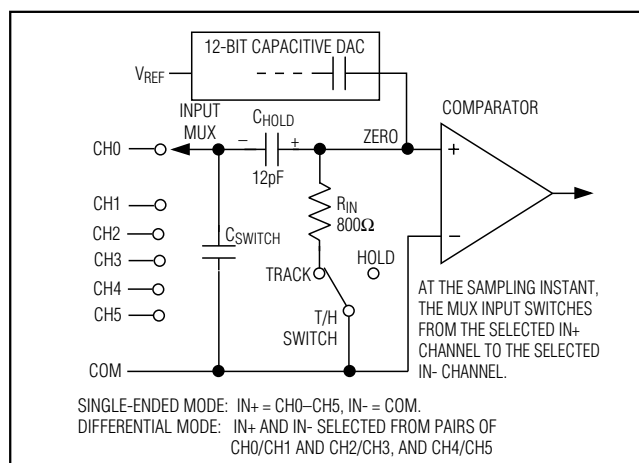 12-BIT CAPACITIVE DAC
VREF
COMPARATOR
INPUT
MUX
CHOLD
– +
12pF
ZERO
+
–
CH0
CH1
CH2
CH3
CH4
CH5
CSWITCH
RIN
800Ω
HOLD
TRACK
T/H
SWITCH
COM
AT THE SAMPLING INSTANT,
THE MUX INPUT SWITCHES
FROM THE SELECTED IN+
CHANNEL TO THE SELECTED
IN- CHANNEL.
SINGLE-ENDED MODE: IN+ = CH0–CH5, IN- = COM.
DIFFERENTIAL MODE: IN+ AND IN- SELECTED FROM PAIRS OF
CH0/CH1 AND CH2/CH3, AND CH4/CH5